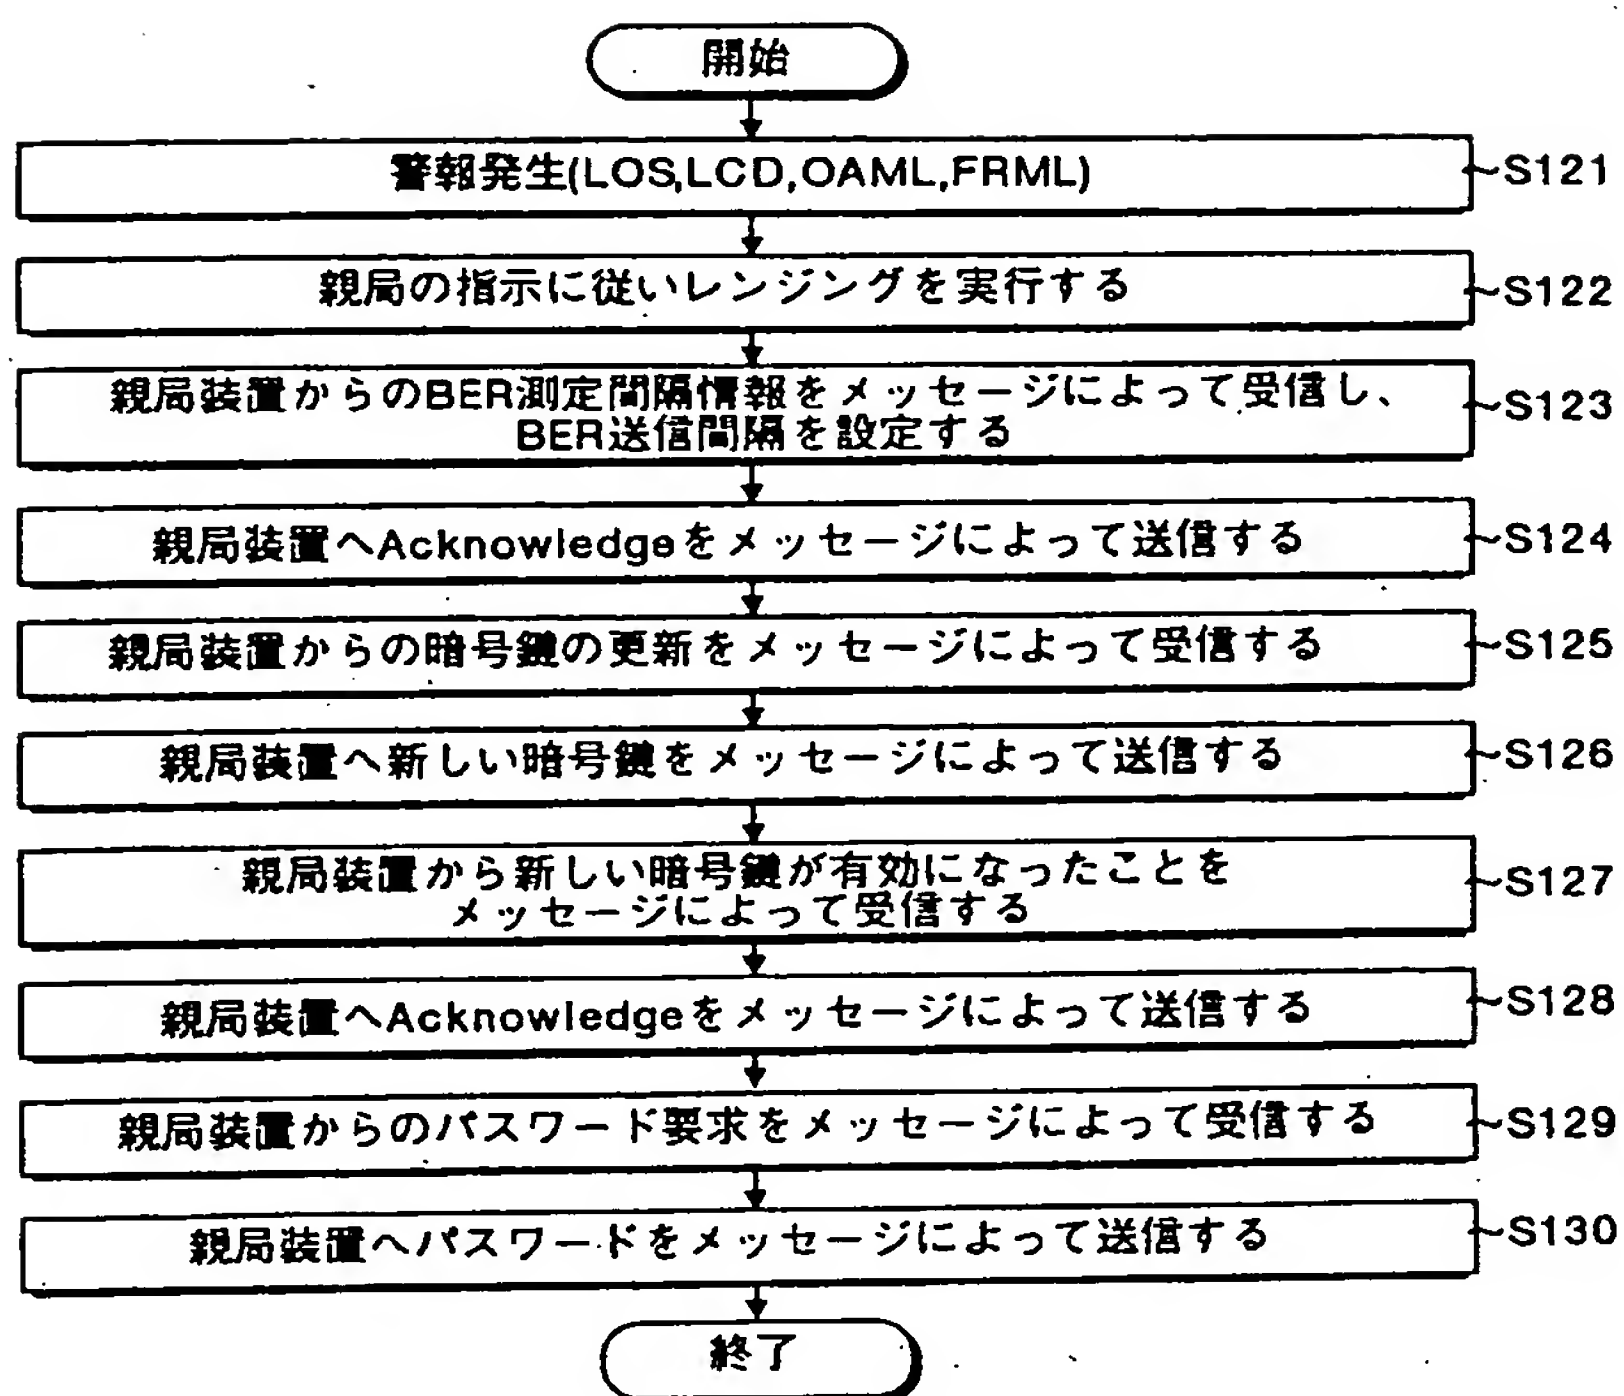 開始
警報発生(LOS,LCD,OAML,FRML)
S121
親局の指示に従いレンジングを実行する
S122
親局装置からのBER測定間隔情報をメッセージによって受信し、
BER送信間隔を設定する
S123
親局装置へAcknowledgeをメッセージによって送信する
S124
親局装置からの暗号鍵の更新をメッセージによって受信する
S125
親局装置へ新しい暗号鍵をメッセージによって送信する
S126
親局装置から新しい暗号鍵が有効になったことを
メッセージによって受信する
S127
親局装置へAcknowledgeをメッセージによって送信する
S128
親局装置からのパスワード要求をメッセージによって受信する
S129
親局装置へパスワードをメッセージによって送信する
S130
終了